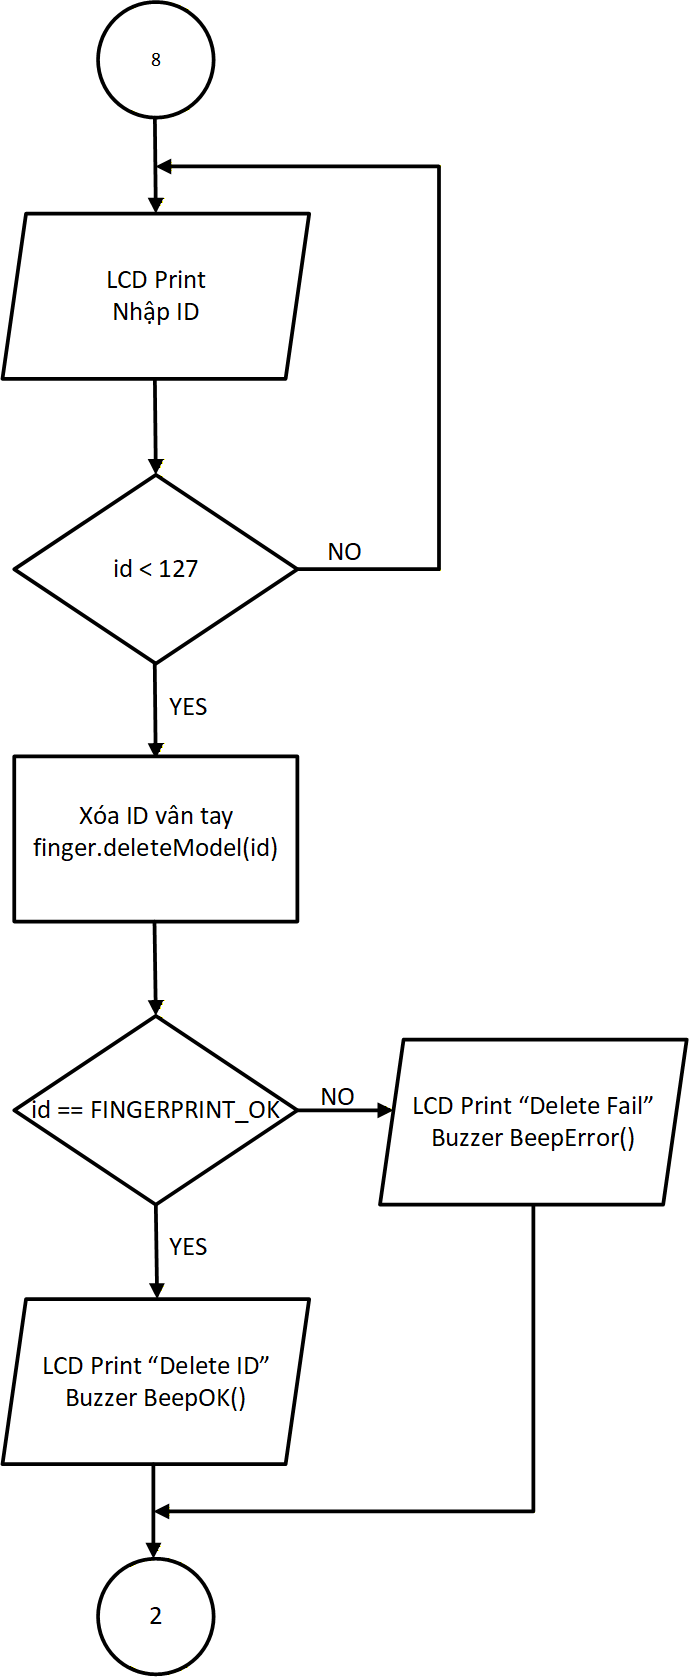 8
LCD Print
Nhập ID
id < 127
NO
YES
Xóa ID vân tay
finger.deleteModel(id)
id == FINGERPRINT_OK
NO
LCD Print “Delete Fail”
Buzzer BeepError()
YES
LCD Print “Delete ID”
Buzzer BeepOK()
2